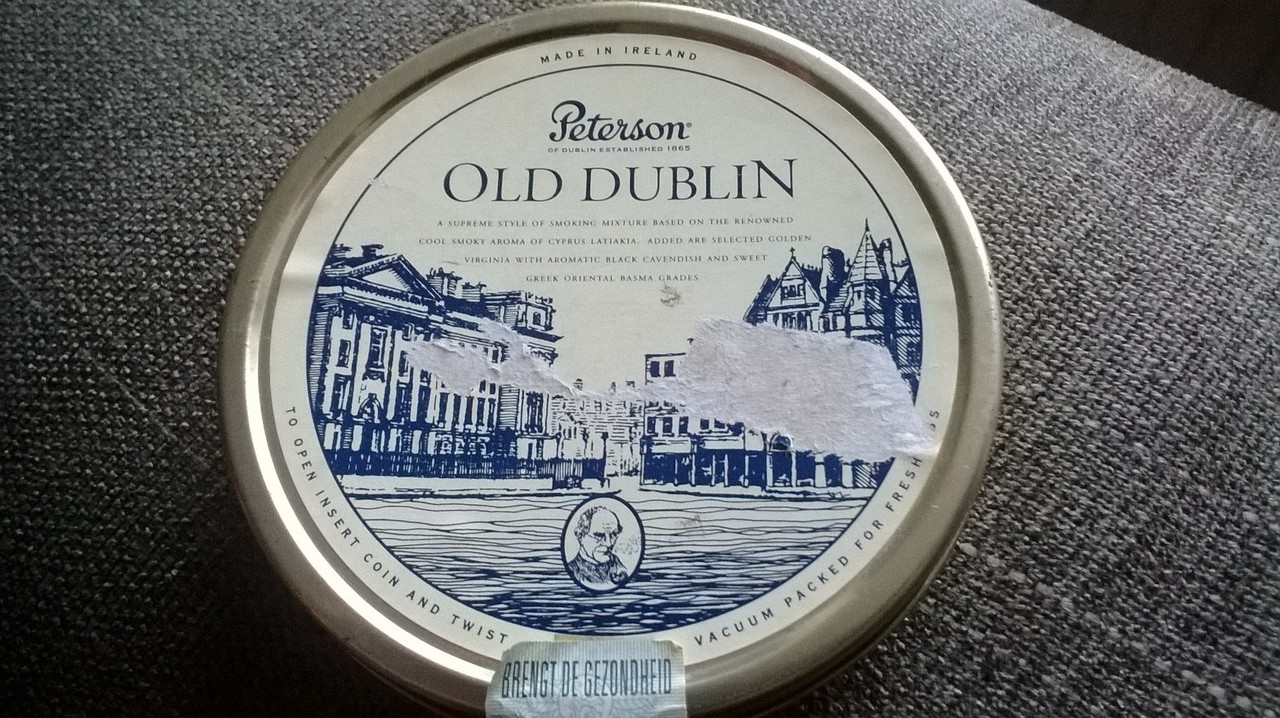 MADE IN IRELAND
Peterson®
OF DUBLIN ESTABLISHED 1865
OLD DUBLIN
A SUPREME STYLE OF SMOKING MIXTURE BASED ON THE RENOWNED
COOL SMOKY AROMA OF CYPRUS LATIAKIA. ADDED ARE SELECTED GOLDEN
VIRGINIA WITH AROMATIC BLACK CAVENDISH AND SWEET
GREEK ORIENTAL BASMA GRADES
TO OPEN INSERT COIN AND TWIST
VACUUM PACKED FOR FRESH SS
BRENGT DE GEZONDHEID